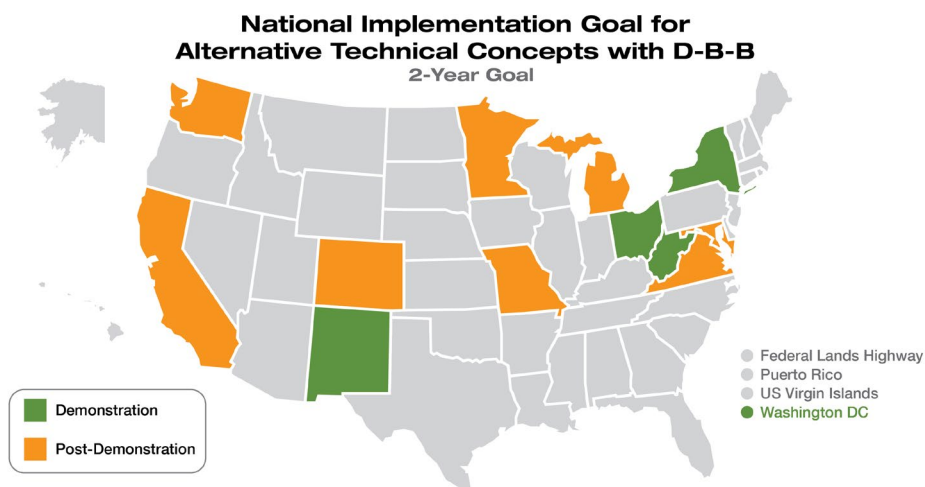 National Implementation Goal for
Alternative Technical Concepts with D-B-B
2-Year Goal
Federal Lands Highway
Puerto Rico
US Virgin Islands
Washington DC
Demonstration
Post-Demonstration